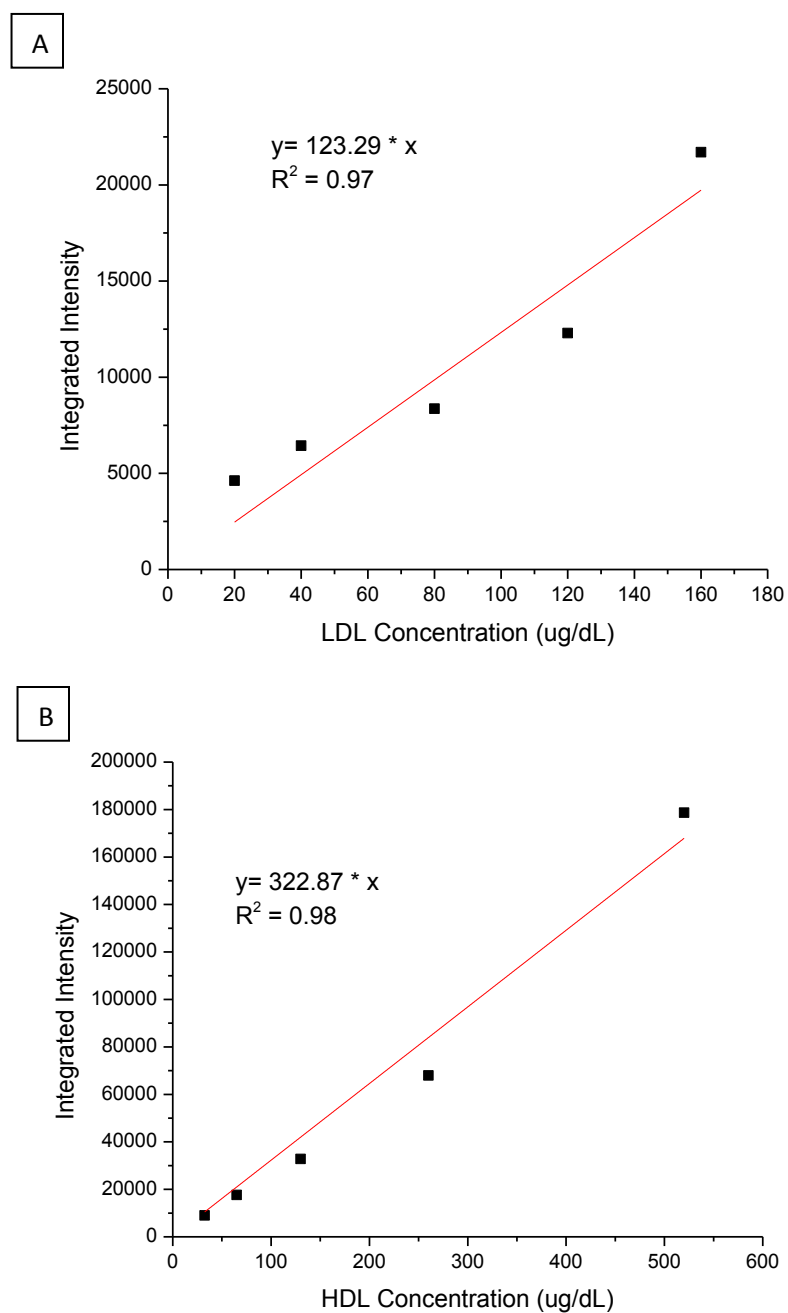 A
25000
20000
15000
10000
5000
0
Integrated Intensity
y= 123.29 * x
R² = 0.97
0 20 40 60 80 100 120 140 160 180
LDL Concentration (ug/dL)
B
200000
180000
160000
140000
120000
100000
80000
60000
40000
20000
0
Integrated Intensity
y= 322.87 * x
R² = 0.98
0 100 200 300 400 500 600
HDL Concentration (ug/dL)